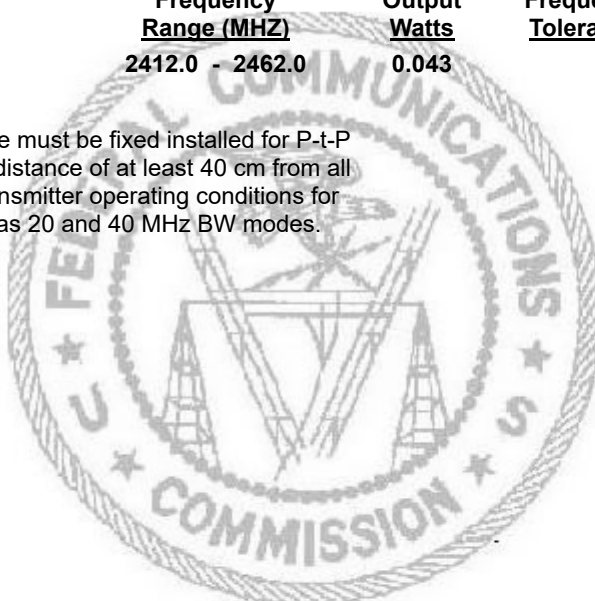 Frequency Output
Range (MHZ) Watts
2412.0 - 2462.0 0.043
e must be fixed installed for P-t-P
distance of at least 40 cm from all
nsmitter operating conditions for
as 20 and 40 MHz BW modes.
FEDERAL COMMUNICATIONS
U S
COMMISSION